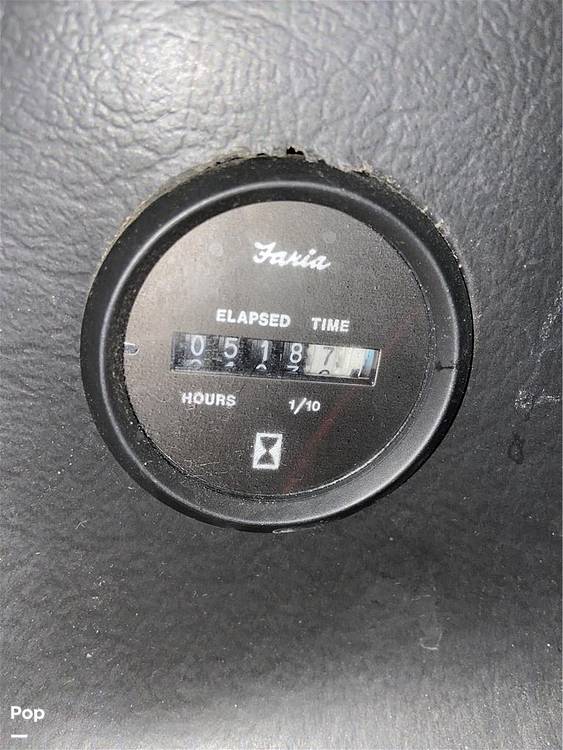 Faria
ELAPSED TIME
0 5 1 8 7
HOURS 1/10
Pop